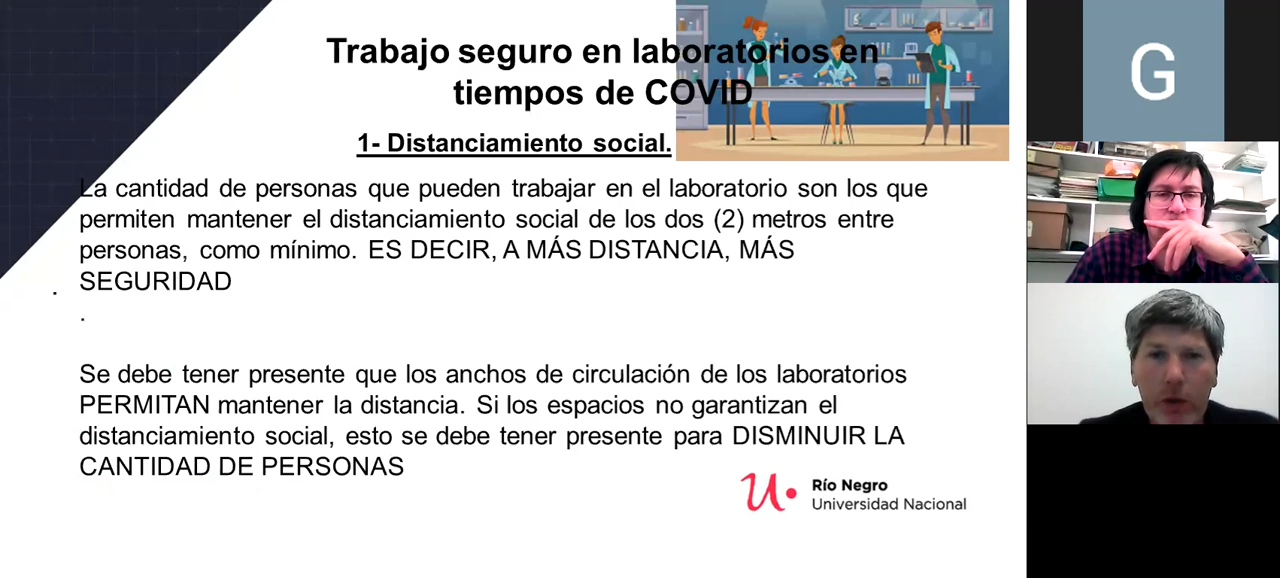 Trabajo seguro en laboratorios en
tiempos de COVID
1- Distanciamiento social.
La cantidad de personas que pueden trabajar en el laboratorio son los que
permiten mantener el distanciamiento social de los dos (2) metros entre
personas, como mínimo. ES DECIR, A MÁS DISTANCIA, MÁS
SEGURIDAD
.
.
Se debe tener presente que los anchos de circulación de los laboratorios
PERMITAN mantener la distancia. Si los espacios no garantizan el
distanciamiento social, esto se debe tener presente para DISMINUIR LA
CANTIDAD DE PERSONAS
Río Negro
Universidad Nacional
G